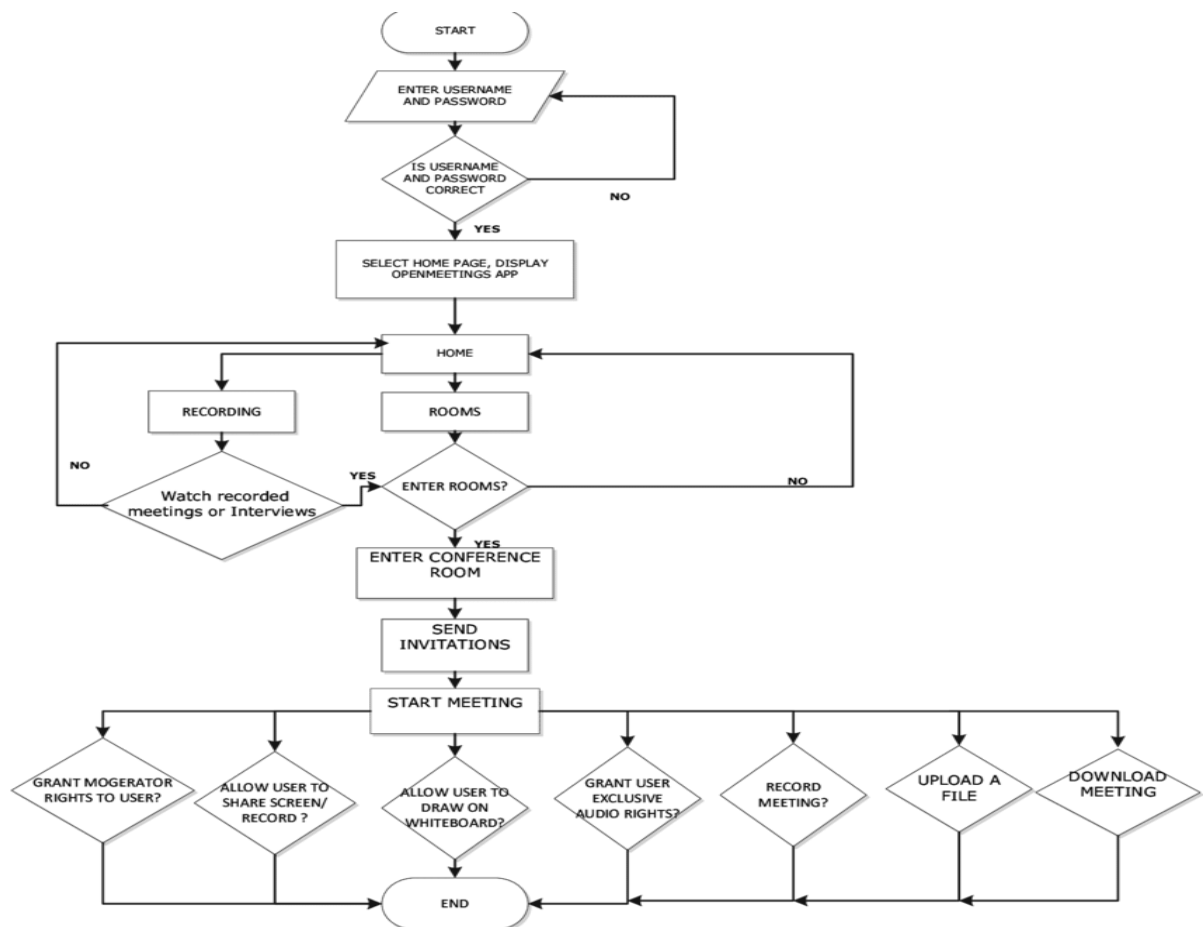 START
ENTER USERNAME
AND PASSWORD
IS USERNAME
AND PASSWORD
CORRECT
NO
YES
SELECT HOME PAGE, DISPLAY
OPENMEETINGS APP
HOME
RECORDING
ROOMS
NO
Watch recorded
meetings or Interviews
YES
ENTER ROOMS?
NO
YES
ENTER CONFERENCE
ROOM
SEND
INVITATIONS
START MEETING
GRANT MOGERATOR
RIGHTS TO USER?
ALLOW USER TO
SHARE SCREEN/
RECORD ?
ALLOW USER TO
DRAW ON
WHITEBOARD?
GRANT USER
EXCLUSIVE
AUDIO RIGHTS?
RECORD
MEETING?
UPLOAD A
FILE
DOWNLOAD
MEETING
END